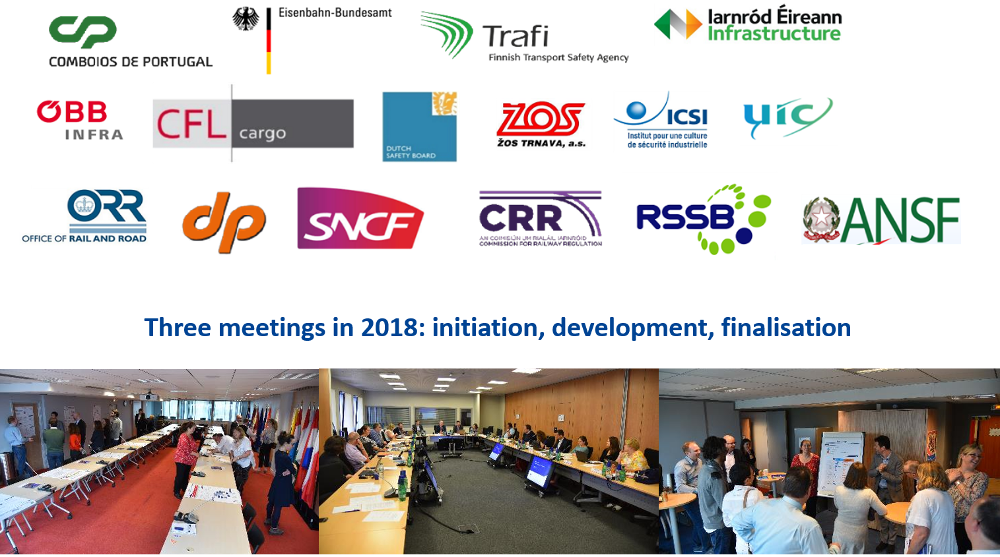 CP
COMBOIOS DE PORTUGAL
Eisenbahn-Bundesamt
Trafi
Finnish Transport Safety Agency
Iarnród Éireann
Infrastructure
ÖBB
INFRA
CFL
cargo
DUTCH
SAFETY BOARD
ŽOS
ŽOS TRNAVA, a.s.
ICSI
Institut pour une culture
de sécurité industrielle
uic
ORR
OFFICE OF RAIL AND ROAD
dp
SNCF
CRR
AN COIMISIÚN UM RIALÁIL IARNRÓID
COMMISSION FOR RAILWAY REGULATION
RSSB
ANSF
Three meetings in 2018: initiation, development, finalisation